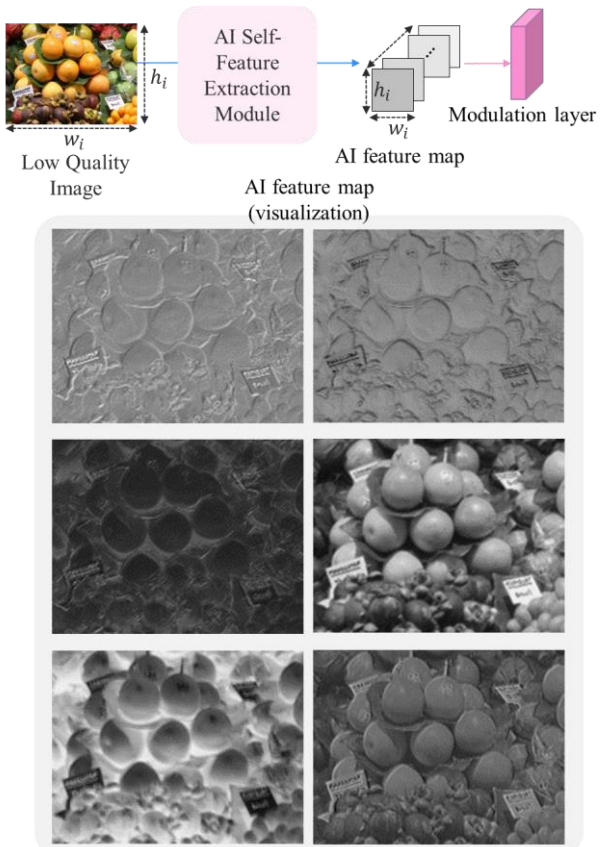 AI Self-
Feature
Extraction
Module
h_i
w_i
Low Quality
Image
h_i
w_i
...
Modulation layer
AI feature map
AI feature map
(visualization)